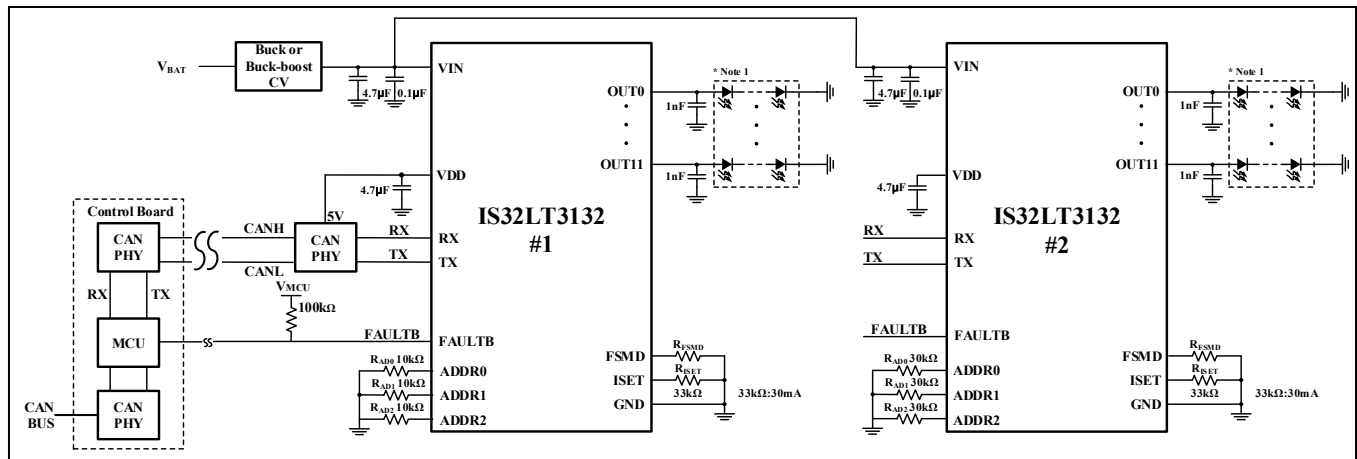 VBAT
Buck or
Buck-boost
CV
4.7µF
0.1µF
VIN
OUT0
OUT11
1nF
1nF
* Note 1
VDD
4.7µF
IS32LT3132
#1
Control Board
CAN
PHY
CANH
CANL
5V
CAN
PHY
RX
TX
RX
TX
RX
TX
VMCU
100kΩ
MCU
FAULTB
FAULTB
CAN
BUS
CAN
PHY
RAD0 10kΩ
RAD1 10kΩ
RAD2 10kΩ
ADDR0
ADDR1
ADDR2
FSMD
ISET
GND
RFSMD
RISET
33kΩ
33kΩ:30mA
4.7µF
0.1µF
VIN
OUT0
OUT11
1nF
1nF
* Note 1
VDD
4.7µF
IS32LT3132
#2
RX
TX
RX
TX
FAULTB
FAULTB
RAD0 30kΩ
RAD1 30kΩ
RAD2 30kΩ
ADDR0
ADDR1
ADDR2
FSMD
ISET
GND
RFSMD
RISET
33kΩ
33kΩ:30mA